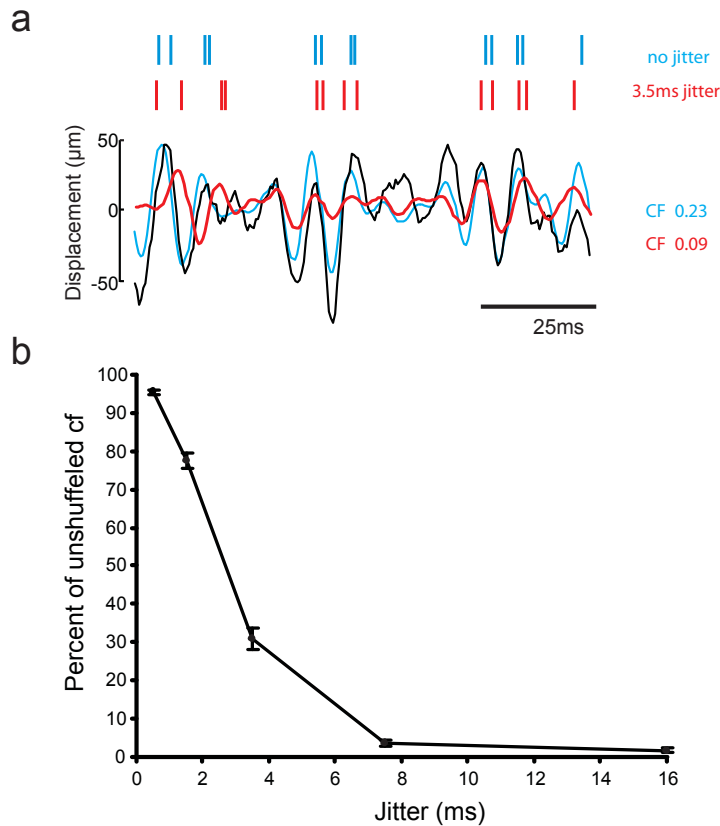 a
no jitter
3.5ms jitter
Displacement (µm)
50
0
-50
CF 0.23
CF 0.09
25ms
b
Percent of unshuffeled cf
100
90
80
70
60
50
40
30
20
10
0
0 2 4 6 8 10 12 14 16
Jitter (ms)